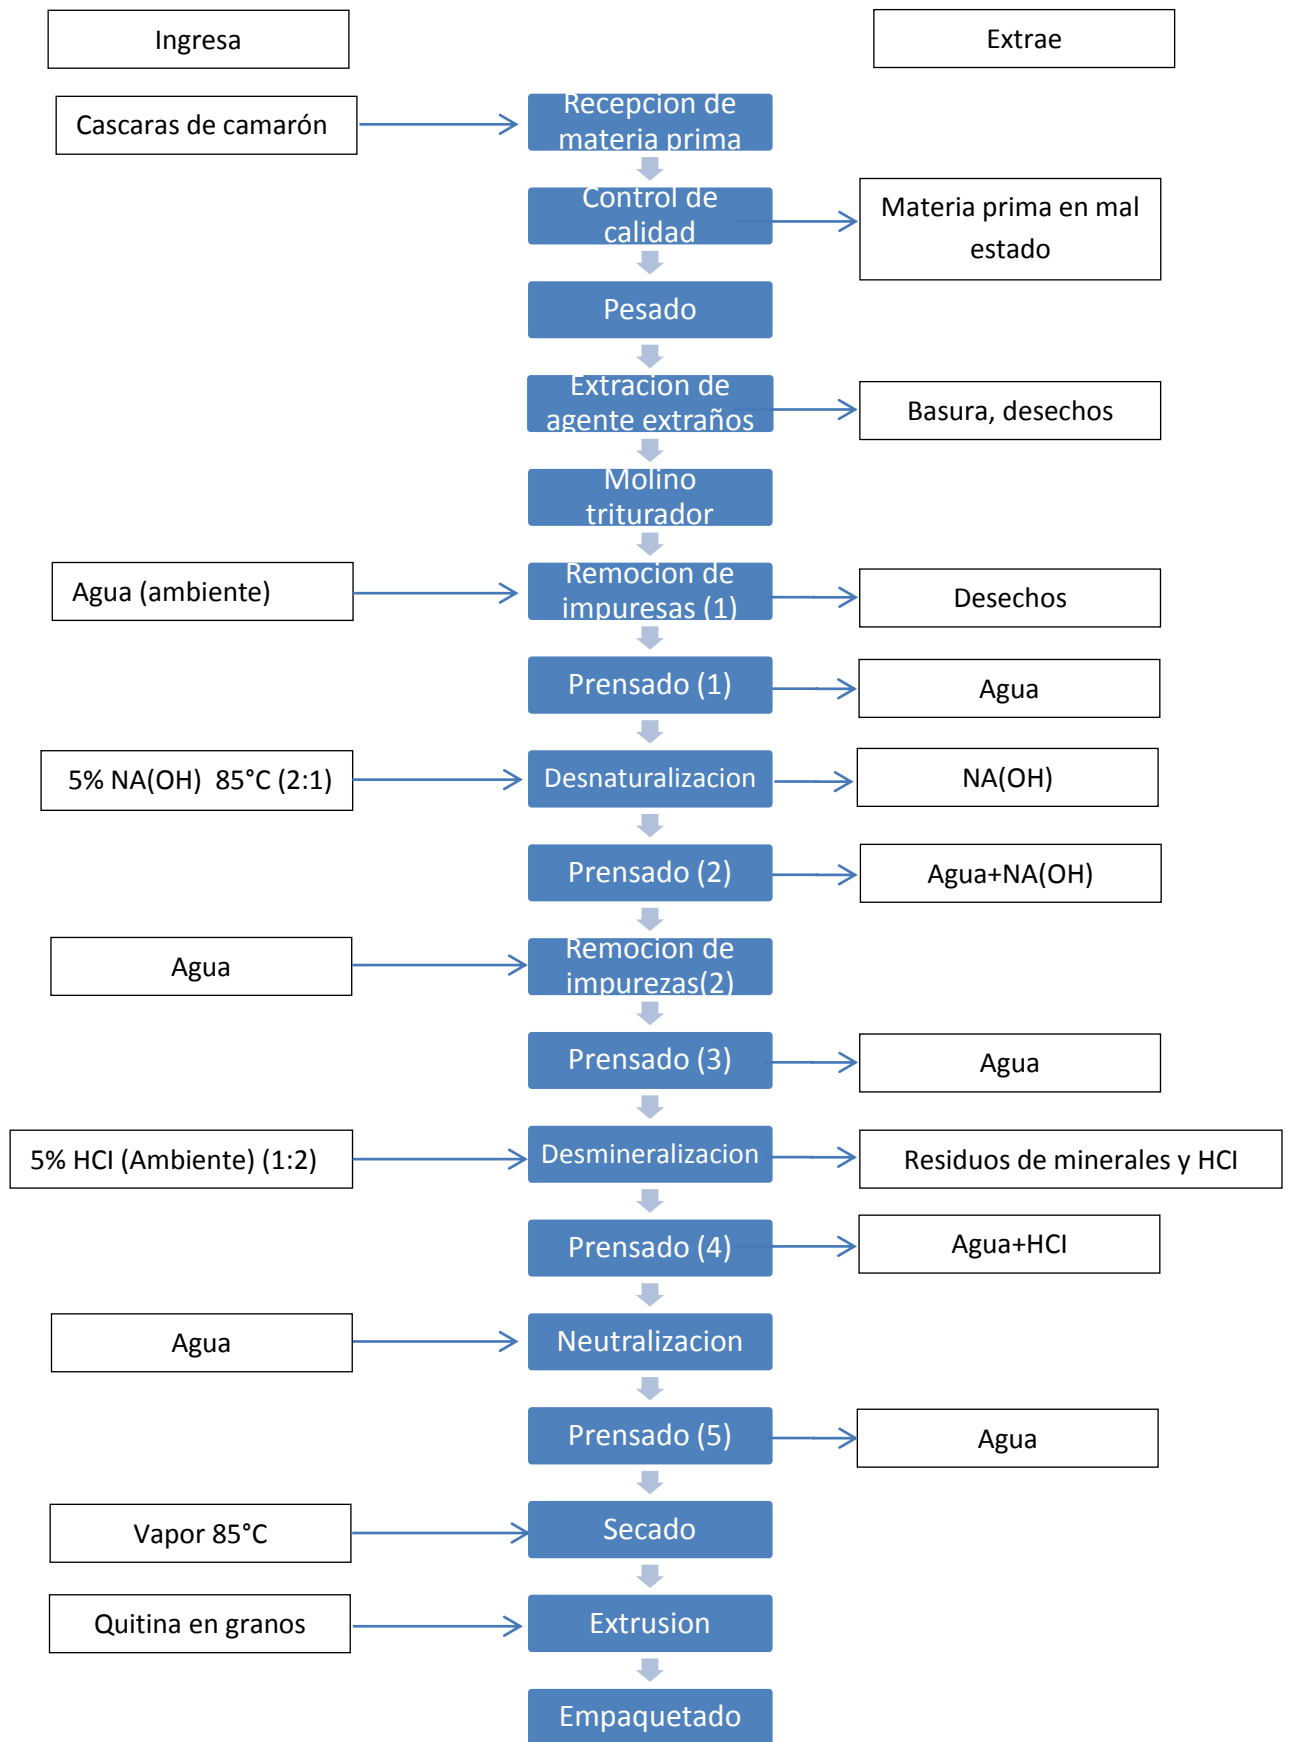 Ingresa
Extrae
Cascaras de camarón
Recepcion de
materia prima
Control de
calidad
Materia prima en mal
estado
Pesado
Extracion de
agente extraños
Basura, desechos
Molino
triturador
Agua (ambiente)
Remocion de
impuresas (1)
Desechos
Prensado (1)
Agua
5% NA(OH)  85°C (2:1)
Desnaturalizacion
NA(OH)
Prensado (2)
Agua+NA(OH)
Agua
Remocion de
impurezas(2)
Prensado (3)
Agua
5% HCI (Ambiente) (1:2)
Desmineralizacion
Residuos de minerales y HCI
Prensado (4)
Agua+HCI
Agua
Neutralizacion
Prensado (5)
Agua
Vapor 85°C
Secado
Quitina en granos
Extrusion
Empaquetado